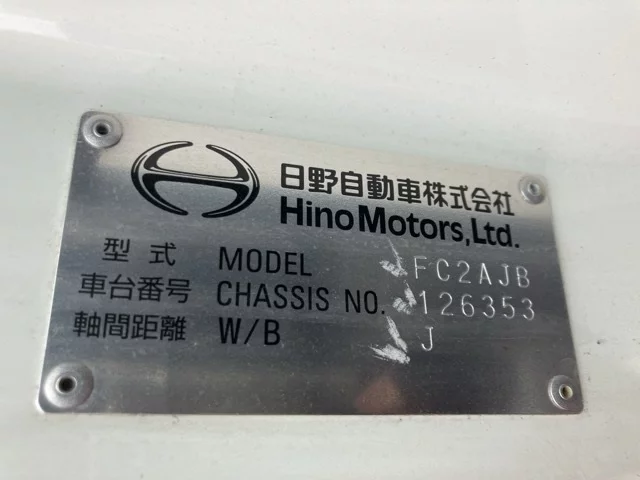 日野自動車株式会社
Hino Motors, Ltd.
型式 MODEL FC2AJB
車台番号 CHASSIS NO. 126353
軸間距離 W/B J